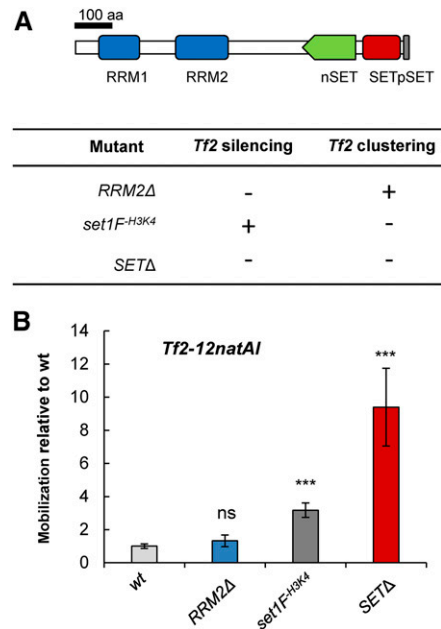 A
100 aa
RRM1 RRM2 nSET SETpSET
Mutant Tf2 silencing Tf2 clustering
RRM2Δ - +
set1F-H3K4 + -
SETΔ - -
B
Tf2-12natAI
Mobilization relative to wt
14
12
10
8
6
4
2
0
ns
***
***
wt
RRM2Δ
set1F-H3K4
SETΔ